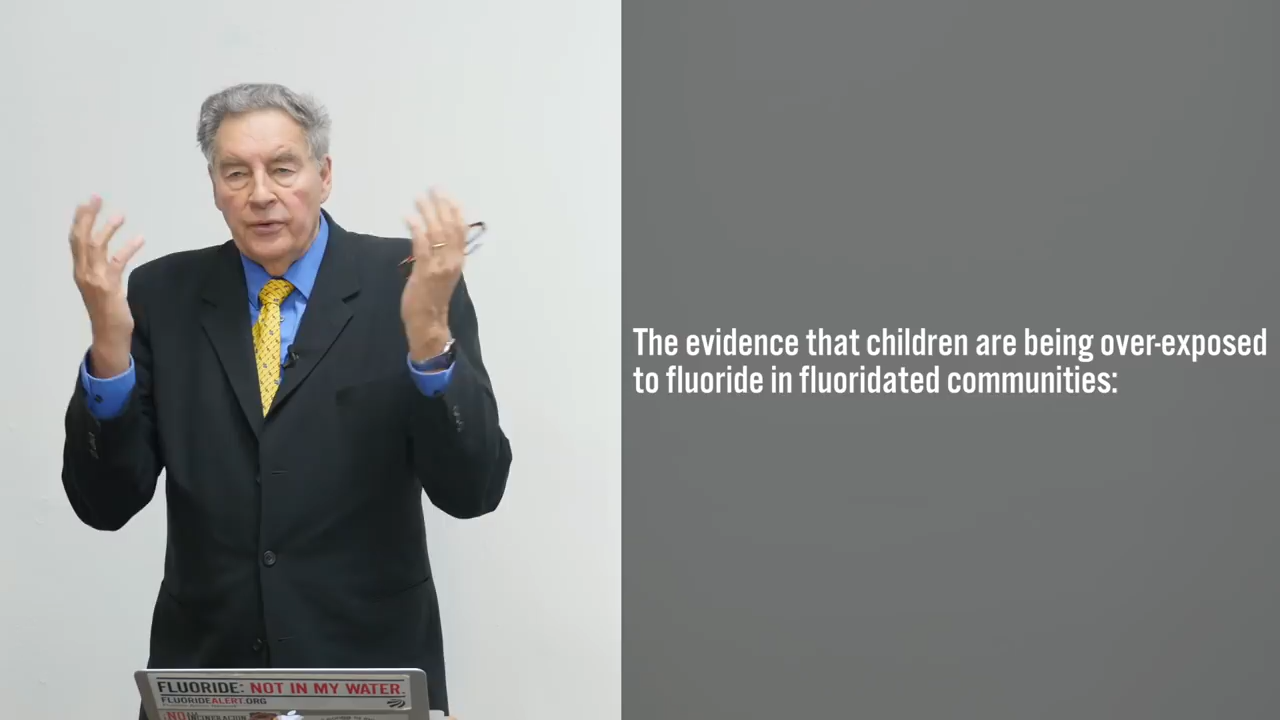 The evidence that children are being over-exposed
to fluoride in fluoridated communities:
FLUORIDE: NOT IN MY WATER.
FLUORIDEALERT.ORG